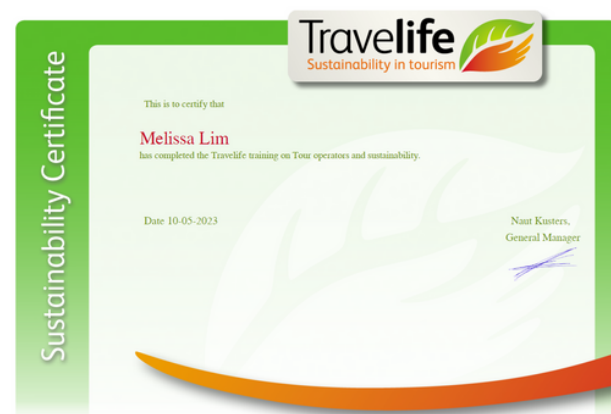 Travelife
Sustainability in tourism
Sustainability Certificate
This is to certify that
Melissa Lim
has completed the Travelife training on Tour operators and sustainability.
Date 10-05-2023
Naut Kusters,
General Manager